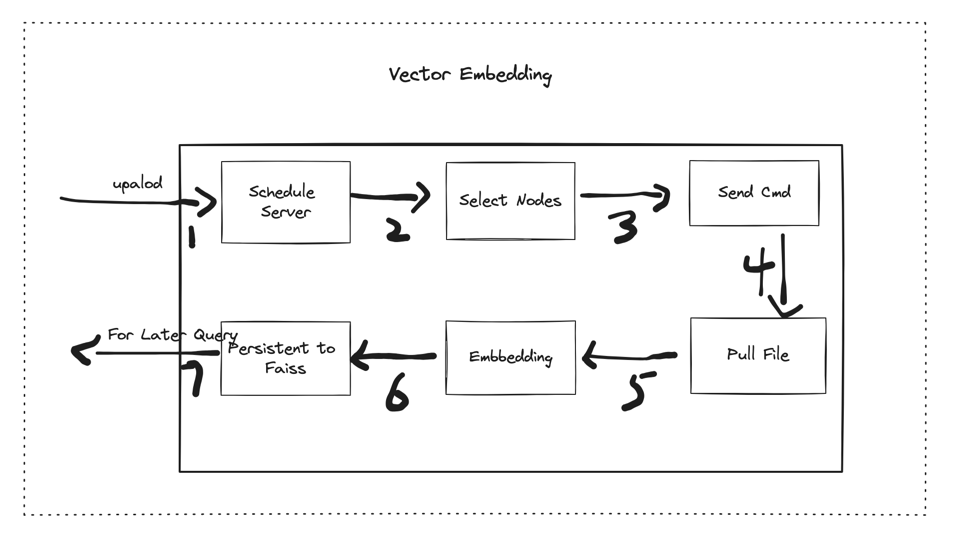 Vector Embedding
upalod
Schedule
Server
Select Nodes
Send Cmd
1
2
3
4
For Later Query
Persistent to
Faiss
Embbedding
Pull File
7
6
5